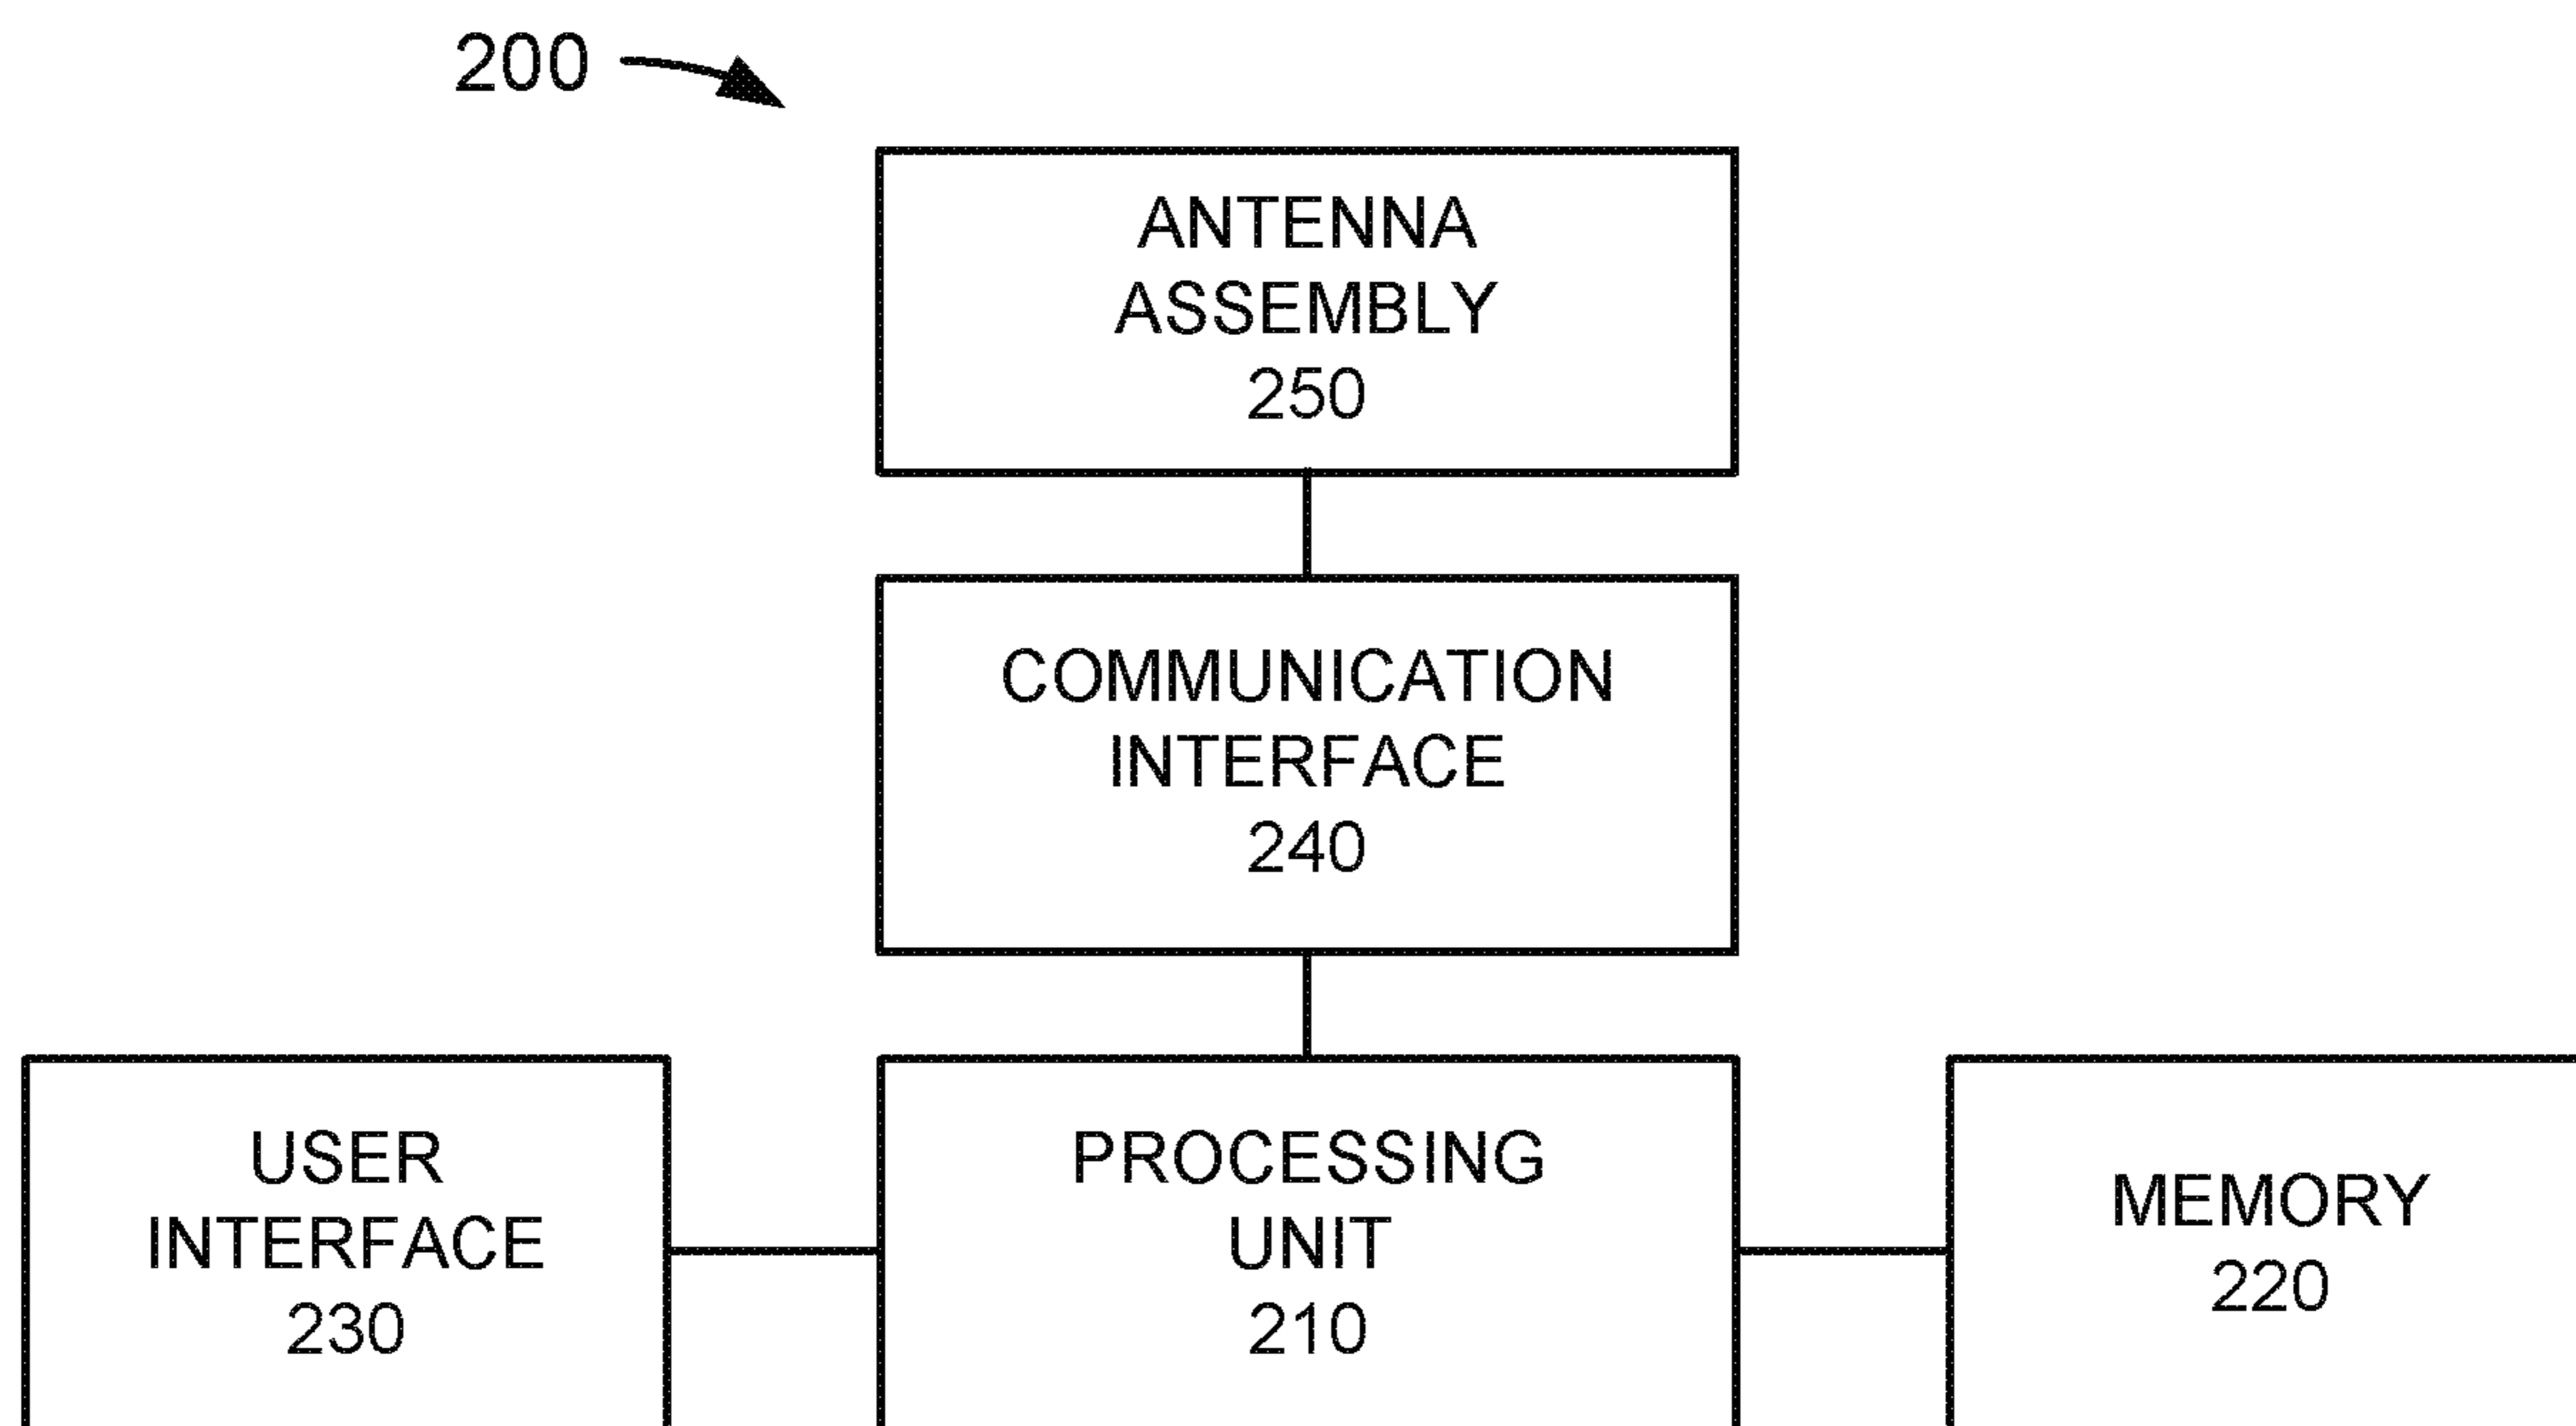 200
ANTENNA
ASSEMBLY
250
COMMUNICATION
INTERFACE
240
USER
INTERFACE
230
PROCESSING
UNIT
210
MEMORY
220